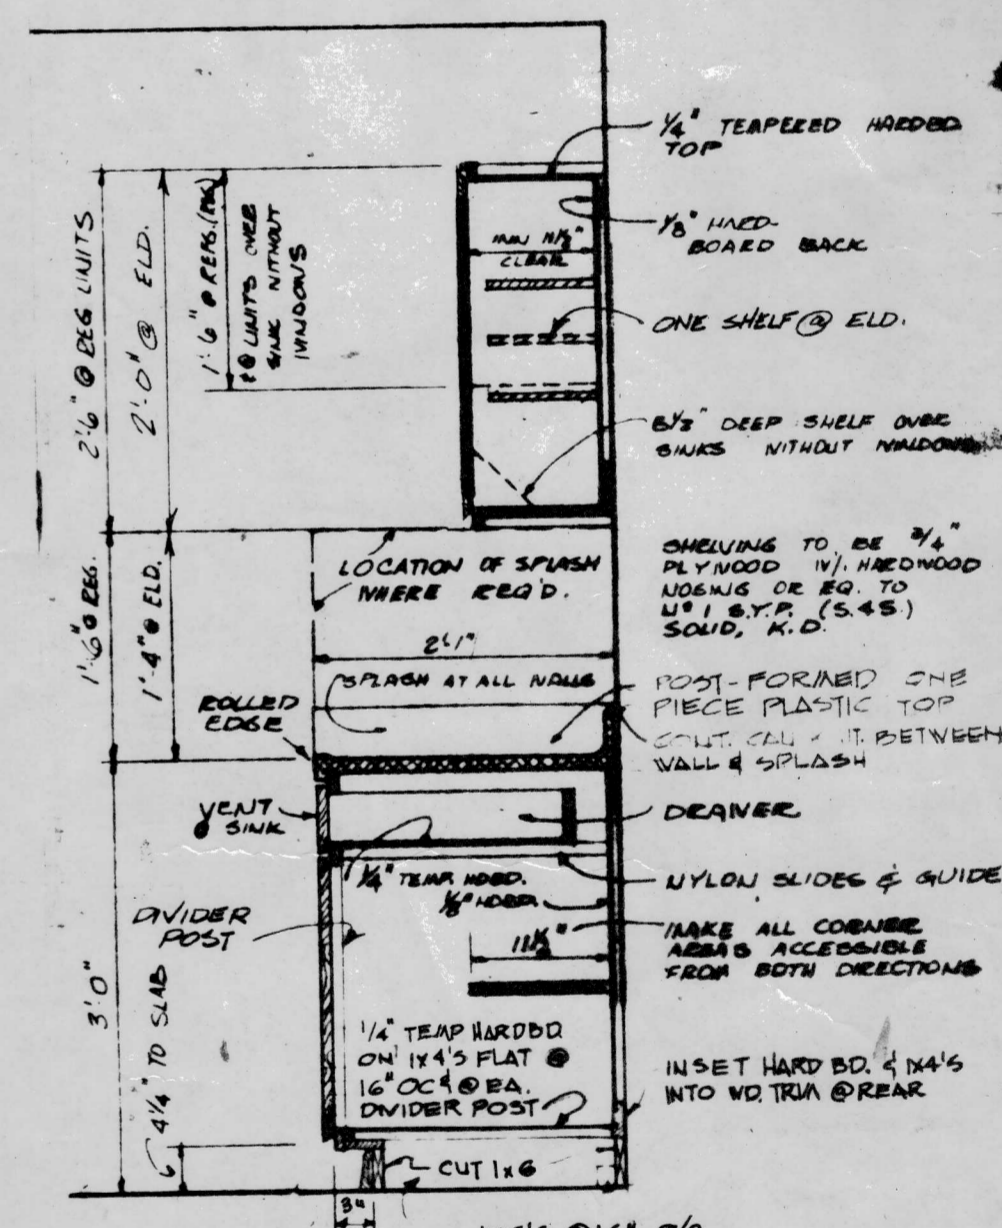 1/4" TEMPERED HARDBD
TOP
1/8" HARD-
BOARD BACK
MIN 11 1/2"
CLEAR
ONE SHELF @ ELD.
8 1/2" DEEP SHELF OVER
SINKS WITHOUT WINDOWS
2'-6" @ REG UNITS
2'-0" @ ELD.
1'-6" @
@ UNITS OVER
SINK WITHOUT
WINDOWS
LOCATION OF SPLASH
WHERE REQ'D.
SHELVING TO BE 3/4"
PLYWOOD W/. HARDWOOD
NOSING OR EQ. TO
Nº 1 S.Y.P. (S4S)
SOLID, K.D.
1'-6" @ REG.
1'-4" @ ELD.
2'-1"
SPLASH AT ALL WALLS
ROLLED
EDGE
POST-FORMED ONE
PIECE PLASTIC TOP
CONT. JT. BETWEEN
WALL & SPLASH
VENT
@ SINK
DRAWER
1/4" TEMP. HDBD.
1/8" HDBD.
NYLON SLIDES & GUIDE
DIVIDER
POST
11 1/2"
MAKE ALL CORNER
AREAS ACCESSIBLE
FROM BOTH DIRECTIONS
3'-0"
4 1/4" TO SLAB
1/4" TEMP HARDBD
ON 1X4'S FLAT @
16" OC & @ EA.
DIVIDER POST
INSET HARD BD. & 1X4'S
INTO WD. TRIM @ REAR
CUT 1x6
3"
@ 16" O/C